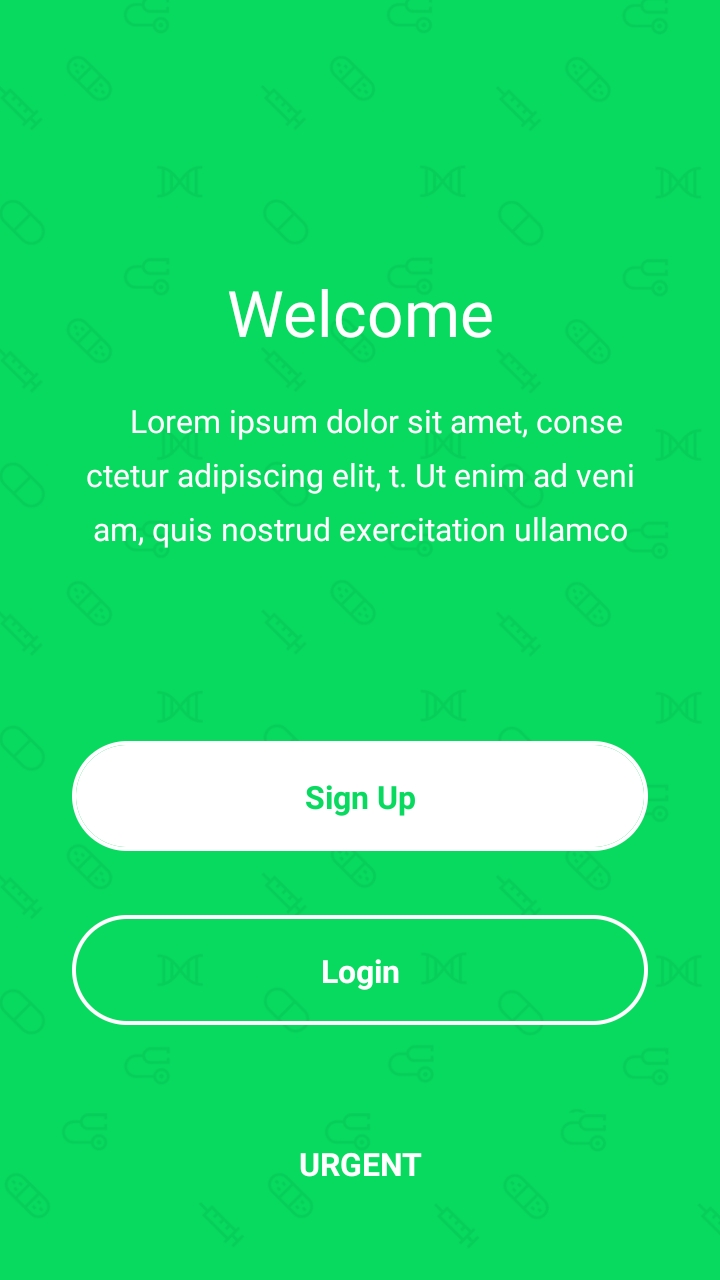 Welcome
Lorem ipsum dolor sit amet, conse
ctetur adipiscing elit, t. Ut enim ad veni
am, quis nostrud exercitation ullamco
Sign Up
Login
URGENT